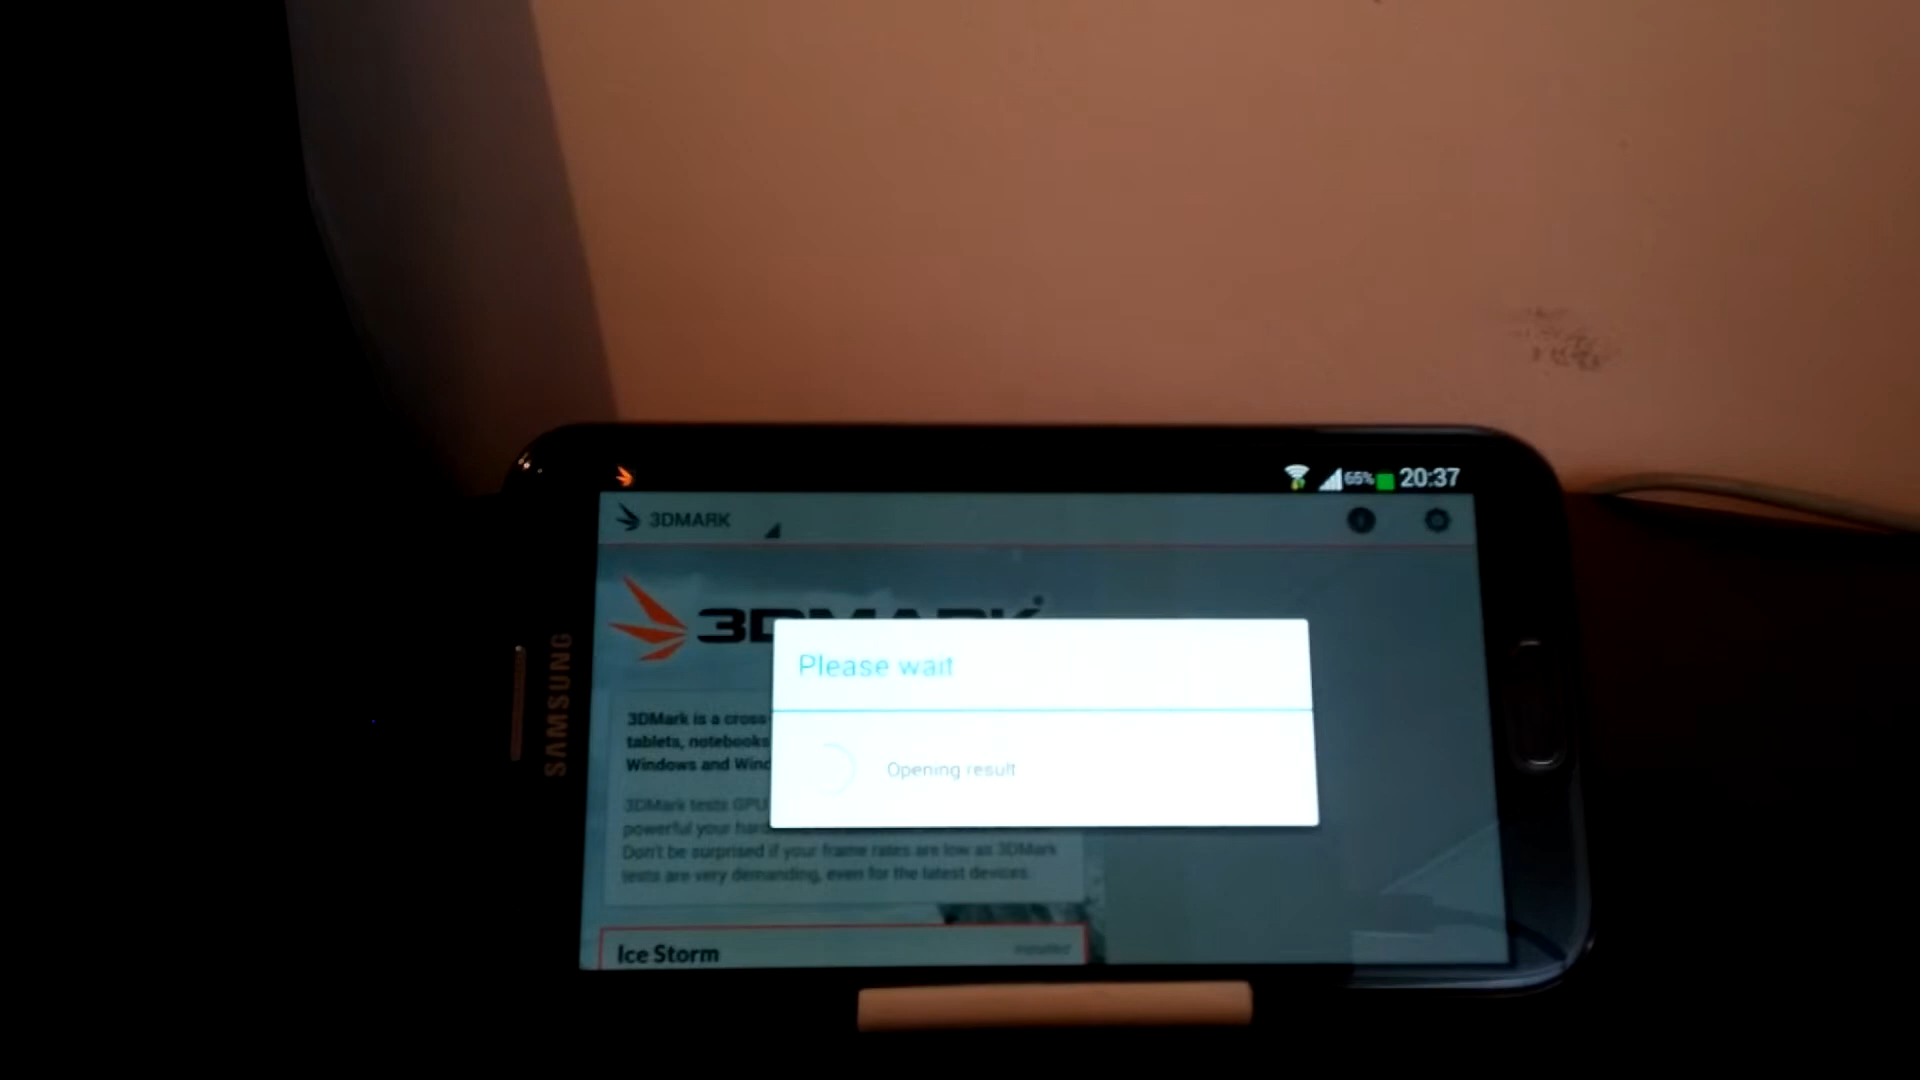 65% 20:37
3DMARK
3DMARK
SAMSUNG
Please wait
Opening result
3DMark is a cross-
tablets, notebooks
Windows and Wind
3DMark tests GPU
powerful your hard
Don't be surprised if your frame rates are low as 3DMark
tests are very demanding, even for the latest devices.
Ice Storm
Installed